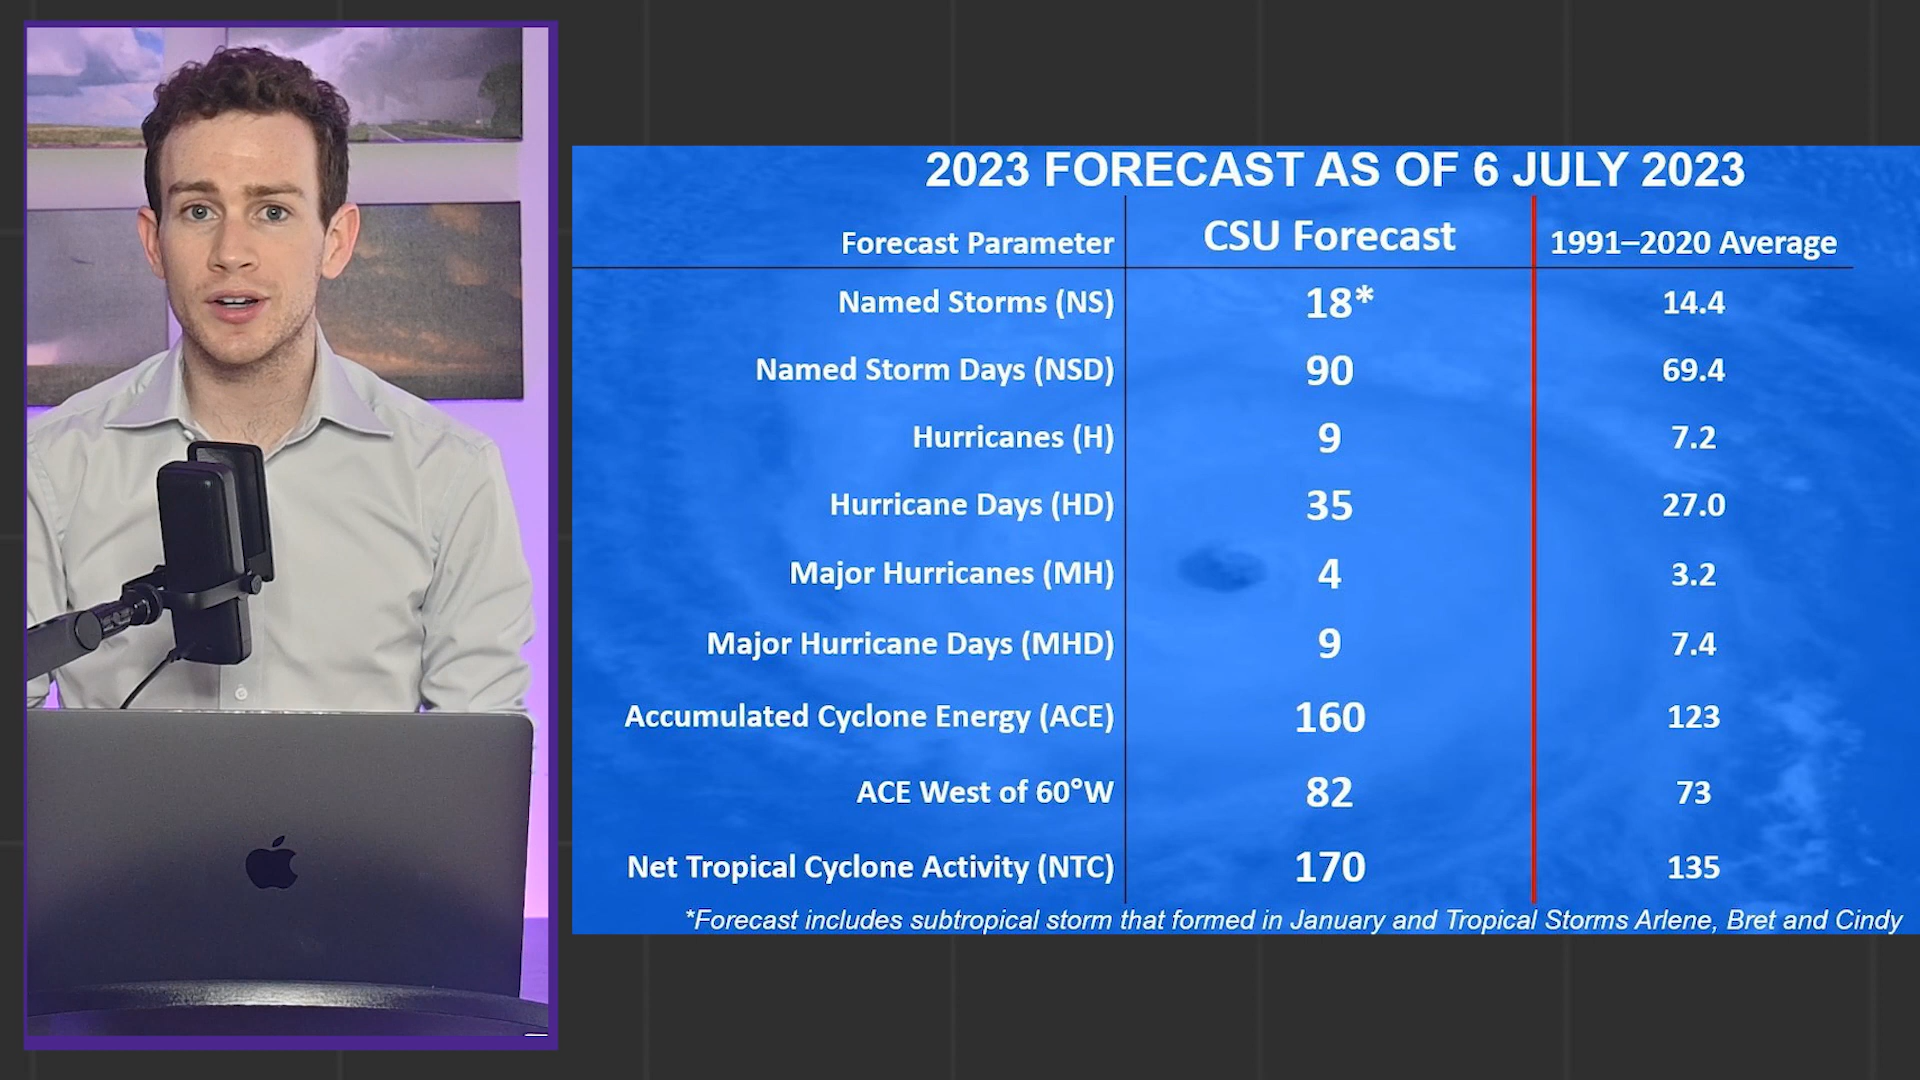 2023 FORECAST AS OF 6 JULY 2023
Forecast Parameter CSU Forecast 1991–2020 Average
Named Storms (NS) 18* 14.4
Named Storm Days (NSD) 90 69.4
Hurricanes (H) 9 7.2
Hurricane Days (HD) 35 27.0
Major Hurricanes (MH) 4 3.2
Major Hurricane Days (MHD) 9 7.4
Accumulated Cyclone Energy (ACE) 160 123
ACE West of 60°W 82 73
Net Tropical Cyclone Activity (NTC) 170 135
*Forecast includes subtropical storm that formed in January and Tropical Storms Arlene, Bret and Cindy